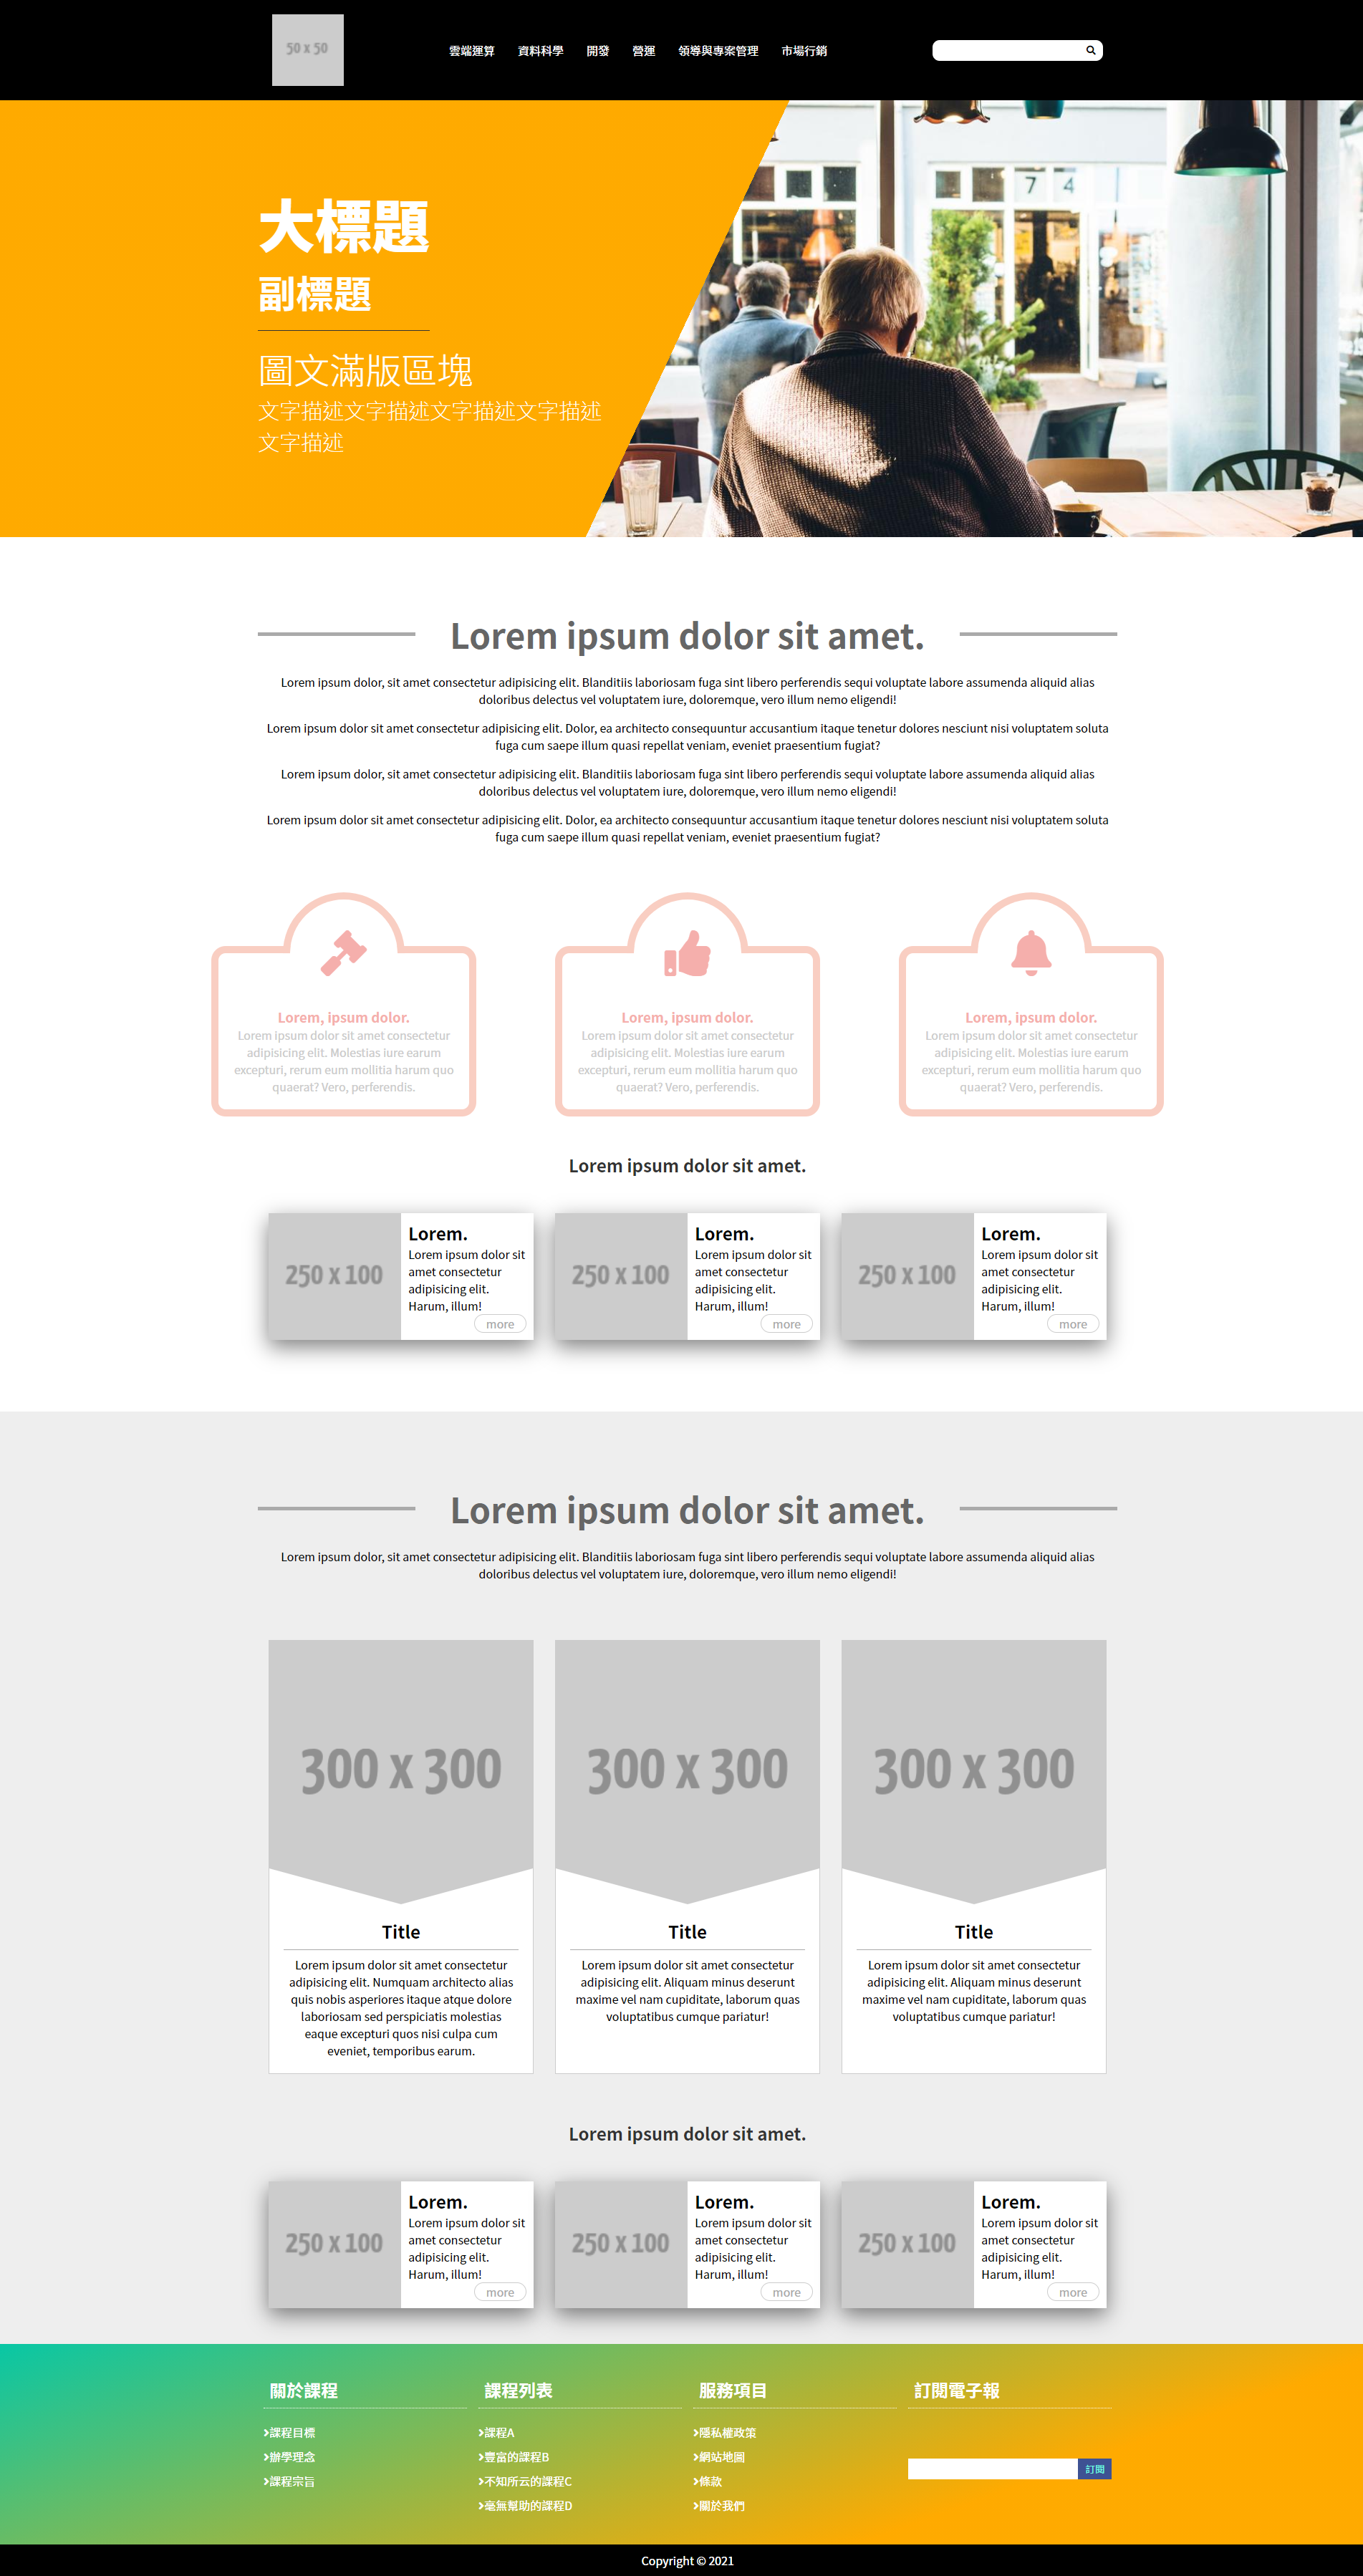 50 x 50
雲端運算 資料科學 開發 營運 領導與專案管理 市場行銷
7 4
大標題
副標題
圖文滿版區塊
文字描述文字描述文字描述文字描述
文字描述
Lorem ipsum dolor sit amet.
Lorem ipsum dolor, sit amet consectetur adipisicing elit. Blanditiis laboriosam fuga sint libero perferendis sequi voluptate labore assumenda aliquid alias
doloribus delectus vel voluptatem iure, doloremque, vero illum nemo eligendi!
Lorem ipsum dolor sit amet consectetur adipisicing elit. Dolor, ea architecto consequuntur accusantium itaque tenetur dolores nesciunt nisi voluptatem soluta
fuga cum saepe illum quasi repellat veniam, eveniet praesentium fugiat?
Lorem ipsum dolor, sit amet consectetur adipisicing elit. Blanditiis laboriosam fuga sint libero perferendis sequi voluptate labore assumenda aliquid alias
doloribus delectus vel voluptatem iure, doloremque, vero illum nemo eligendi!
Lorem ipsum dolor sit amet consectetur adipisicing elit. Dolor, ea architecto consequuntur accusantium itaque tenetur dolores nesciunt nisi voluptatem soluta
fuga cum saepe illum quasi repellat veniam, eveniet praesentium fugiat?
Lorem, ipsum dolor.
Lorem ipsum dolor sit amet consectetur
adipisicing elit. Molestias iure earum
excepturi, rerum eum mollitia harum quo
quaerat? Vero, perferendis.
Lorem, ipsum dolor.
Lorem ipsum dolor sit amet consectetur
adipisicing elit. Molestias iure earum
excepturi, rerum eum mollitia harum quo
quaerat? Vero, perferendis.
Lorem, ipsum dolor.
Lorem ipsum dolor sit amet consectetur
adipisicing elit. Molestias iure earum
excepturi, rerum eum mollitia harum quo
quaerat? Vero, perferendis.
Lorem ipsum dolor sit amet.
250 x 100
Lorem.
Lorem ipsum dolor sit
amet consectetur
adipisicing elit.
Harum, illum!
more
250 x 100
Lorem.
Lorem ipsum dolor sit
amet consectetur
adipisicing elit.
Harum, illum!
more
250 x 100
Lorem.
Lorem ipsum dolor sit
amet consectetur
adipisicing elit.
Harum, illum!
more
Lorem ipsum dolor sit amet.
Lorem ipsum dolor, sit amet consectetur adipisicing elit. Blanditiis laboriosam fuga sint libero perferendis sequi voluptate labore assumenda aliquid alias
doloribus delectus vel voluptatem iure, doloremque, vero illum nemo eligendi!
300 x 300
Title
Lorem ipsum dolor sit amet consectetur
adipisicing elit. Numquam architecto alias
quis nobis asperiores itaque atque dolore
laboriosam sed perspiciatis molestias
eaque excepturi quos nisi culpa cum
eveniet, temporibus earum.
300 x 300
Title
Lorem ipsum dolor sit amet consectetur
adipisicing elit. Aliquam minus deserunt
maxime vel nam cupiditate, laborum quas
voluptatibus cumque pariatur!
300 x 300
Title
Lorem ipsum dolor sit amet consectetur
adipisicing elit. Aliquam minus deserunt
maxime vel nam cupiditate, laborum quas
voluptatibus cumque pariatur!
Lorem ipsum dolor sit amet.
250 x 100
Lorem.
Lorem ipsum dolor sit
amet consectetur
adipisicing elit.
Harum, illum!
more
250 x 100
Lorem.
Lorem ipsum dolor sit
amet consectetur
adipisicing elit.
Harum, illum!
more
250 x 100
Lorem.
Lorem ipsum dolor sit
amet consectetur
adipisicing elit.
Harum, illum!
more
關於課程
課程目標
辦學理念
課程宗旨
課程列表
課程A
豐富的課程B
不知所云的課程C
毫無幫助的課程D
服務項目
隱私權政策
網站地圖
條款
關於我們
訂閱電子報
訂閱
Copyright © 2021